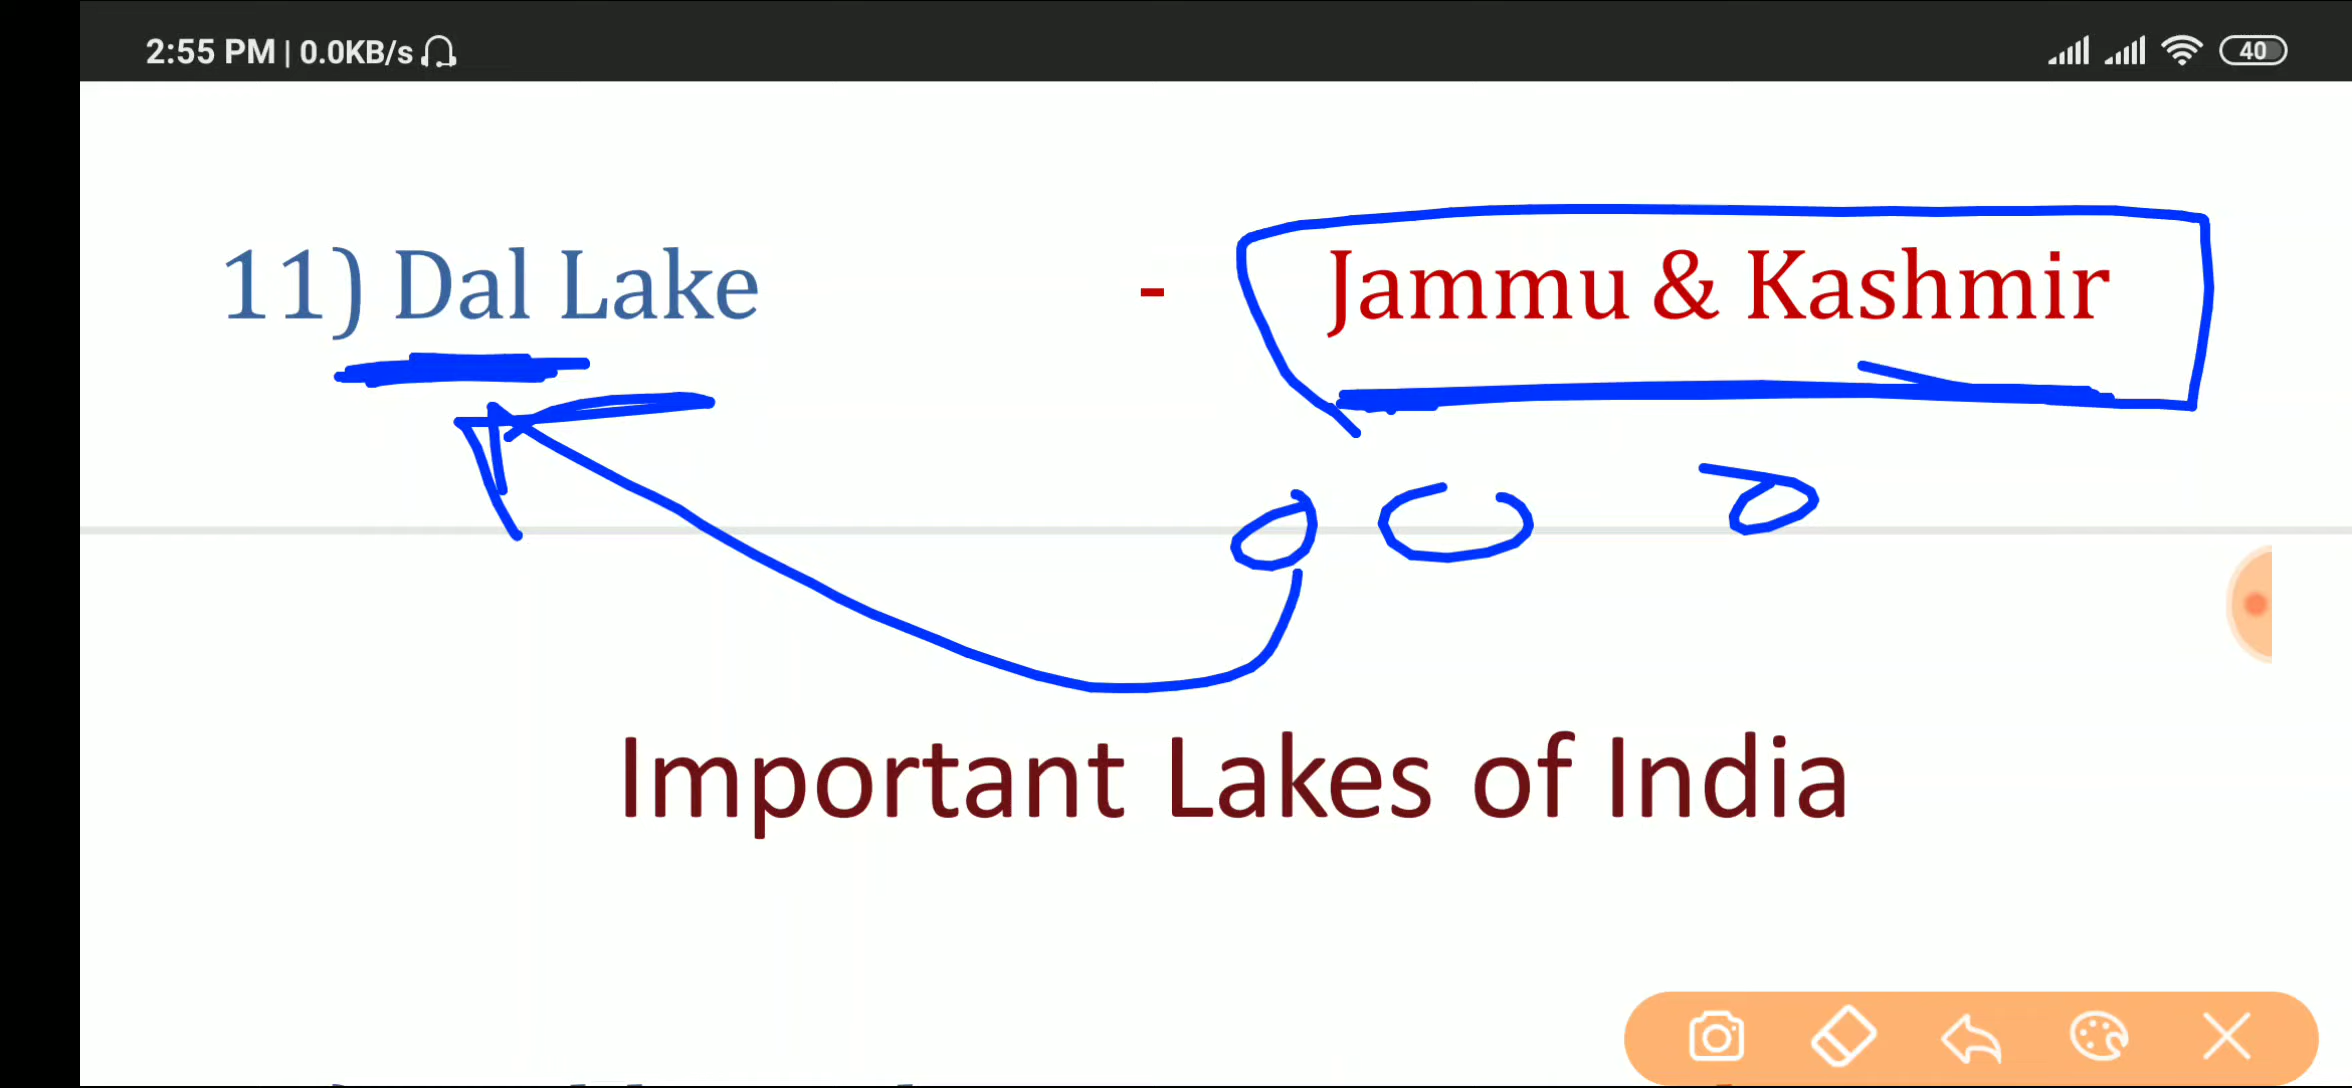 2:55 PM | 0.0KB/s 40
11) Dal Lake - Jammu & Kashmir
Important Lakes of India